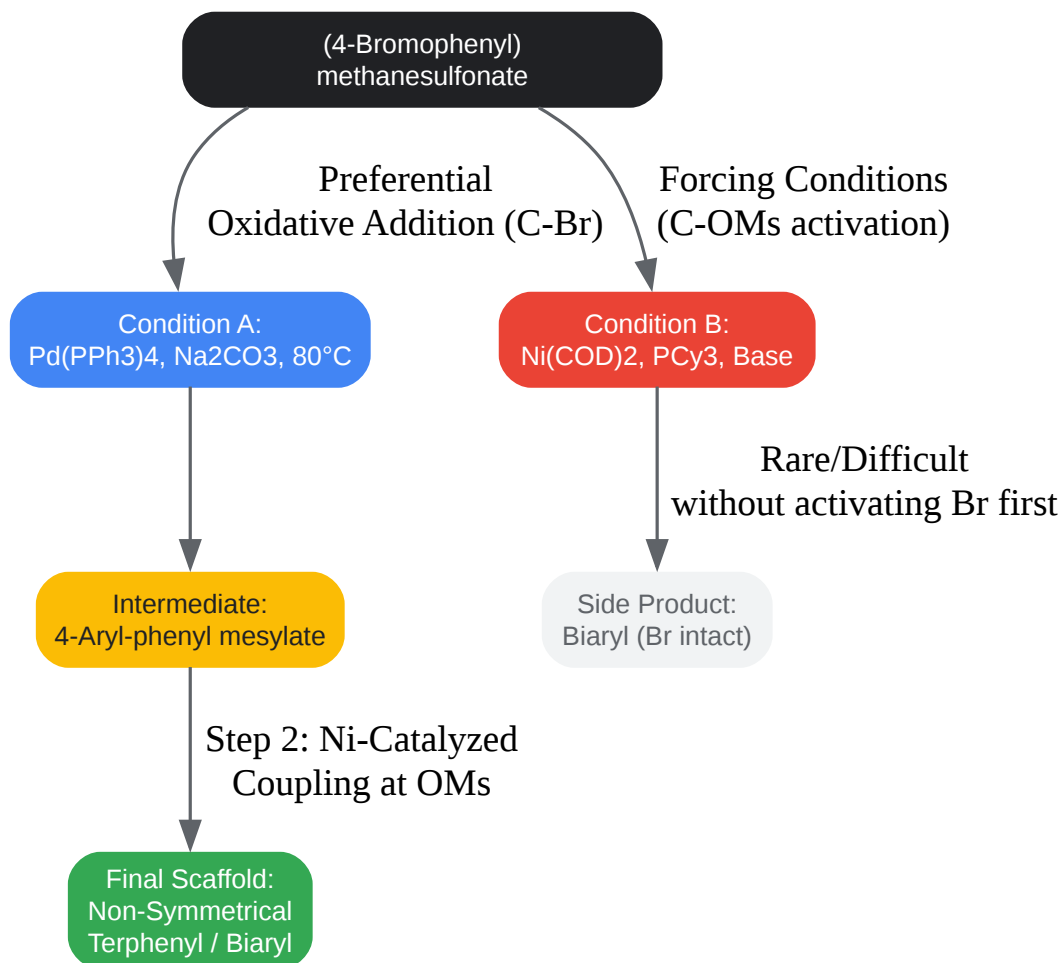 (4-Bromophenyl)
methanesulfonate
Preferential
Oxidative Addition (C-Br)
Forcing Conditions
(C-OMs activation)
Condition A:
Pd(PPh3)4, Na2CO3, 80°C
Condition B:
Ni(COD)2, PCy3, Base
Rare/Difficult
without activating Br first
Intermediate:
4-Aryl-phenyl mesylate
Side Product:
Biaryl (Br intact)
Step 2: Ni-Catalyzed
Coupling at OMs
Final Scaffold:
Non-Symmetrical
Terphenyl / Biaryl